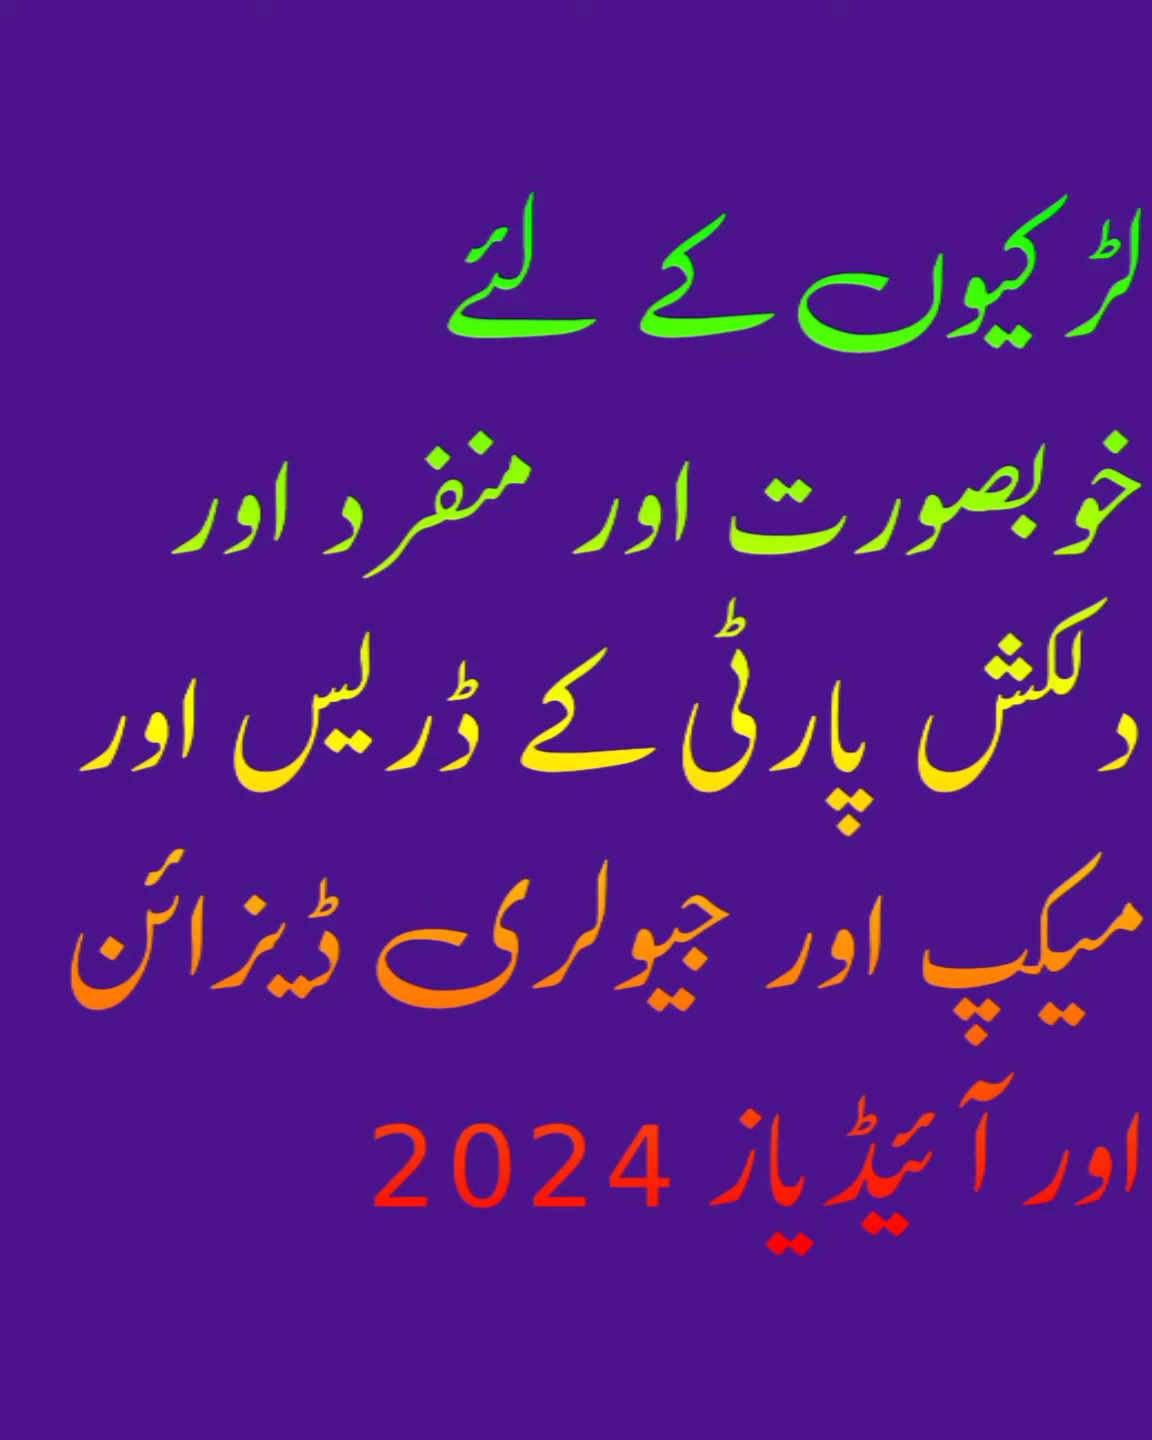 لڑکیوں کے لئے
خوبصورت اور منفرد اور
دلکش پارٹی کے ڈریس اور
میکپ اور جیولری ڈیزائن
اور آئیڈیاز 2024